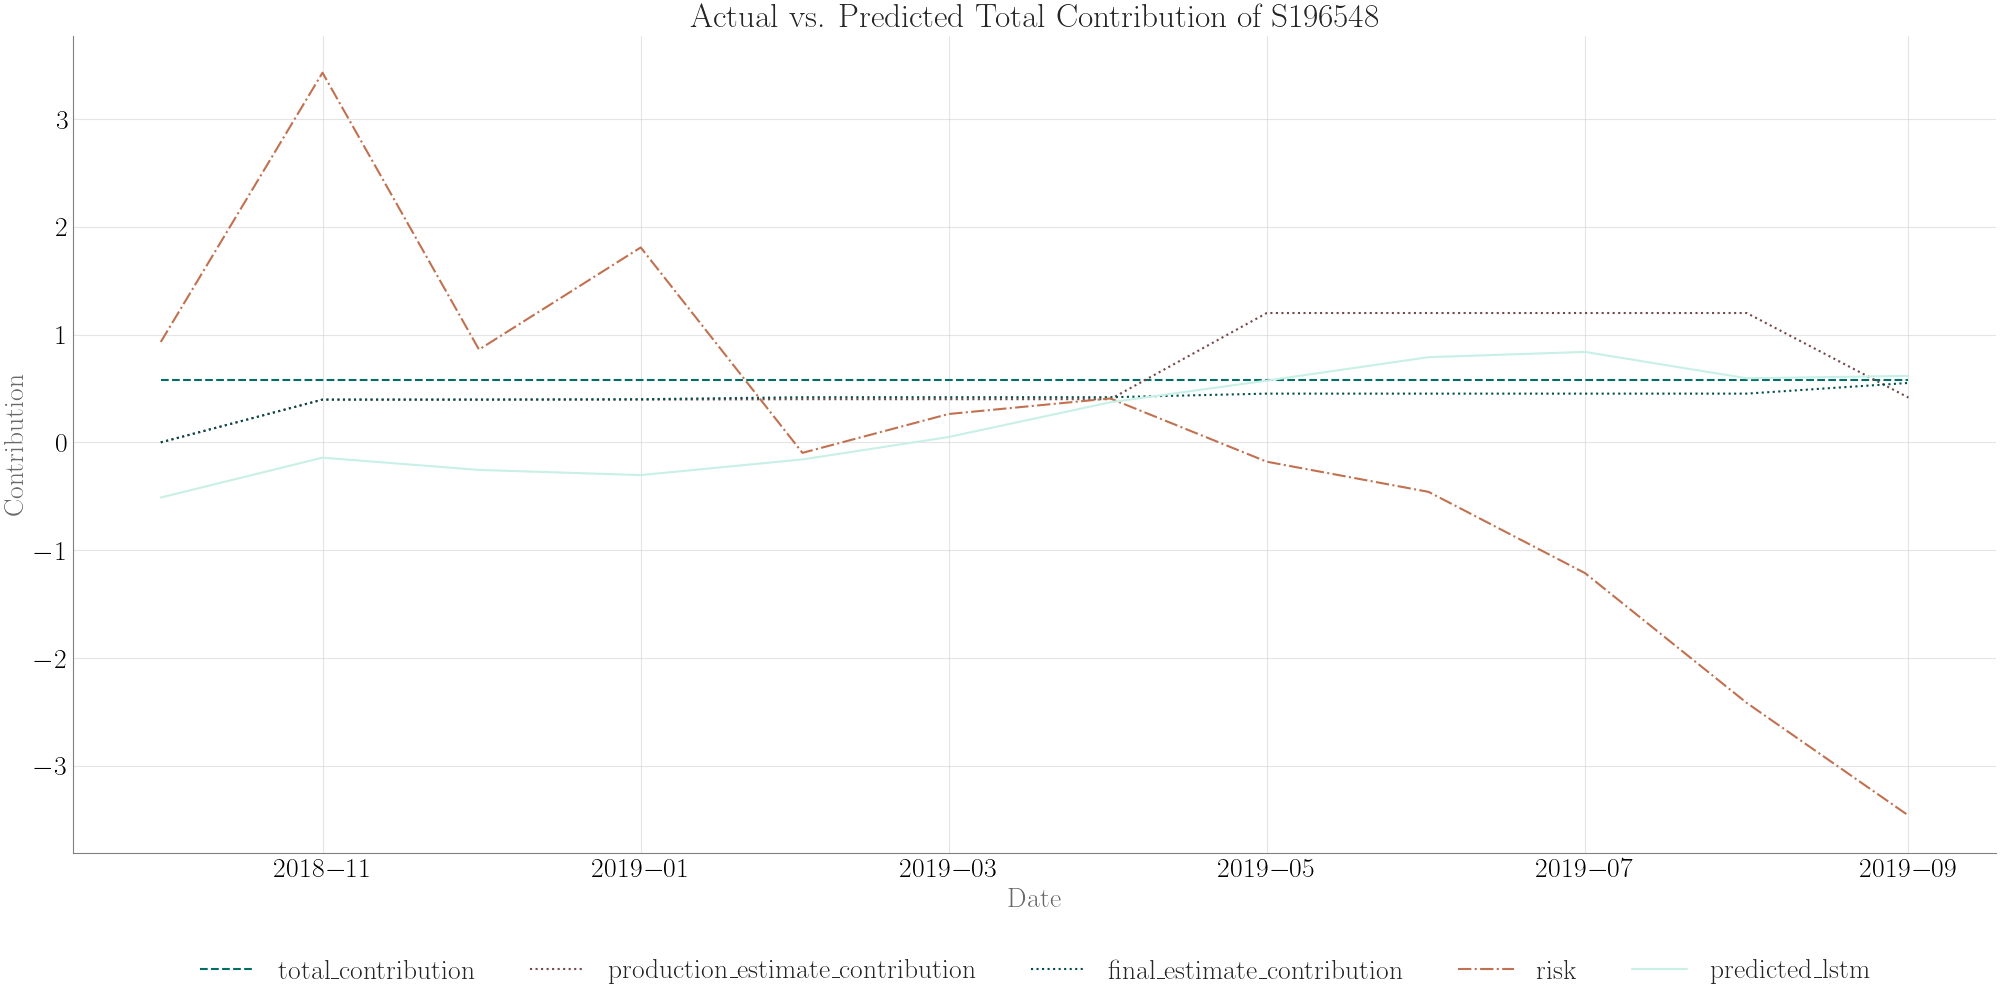 Actual vs. Predicted Total Contribution of S196548
Contribution
3
2
1
0
−1
−2
−3
2018−11 2019−01 2019−03 2019−05 2019−07 2019−09
Date
total_contribution production_estimate_contribution final_estimate_contribution risk predicted_lstm